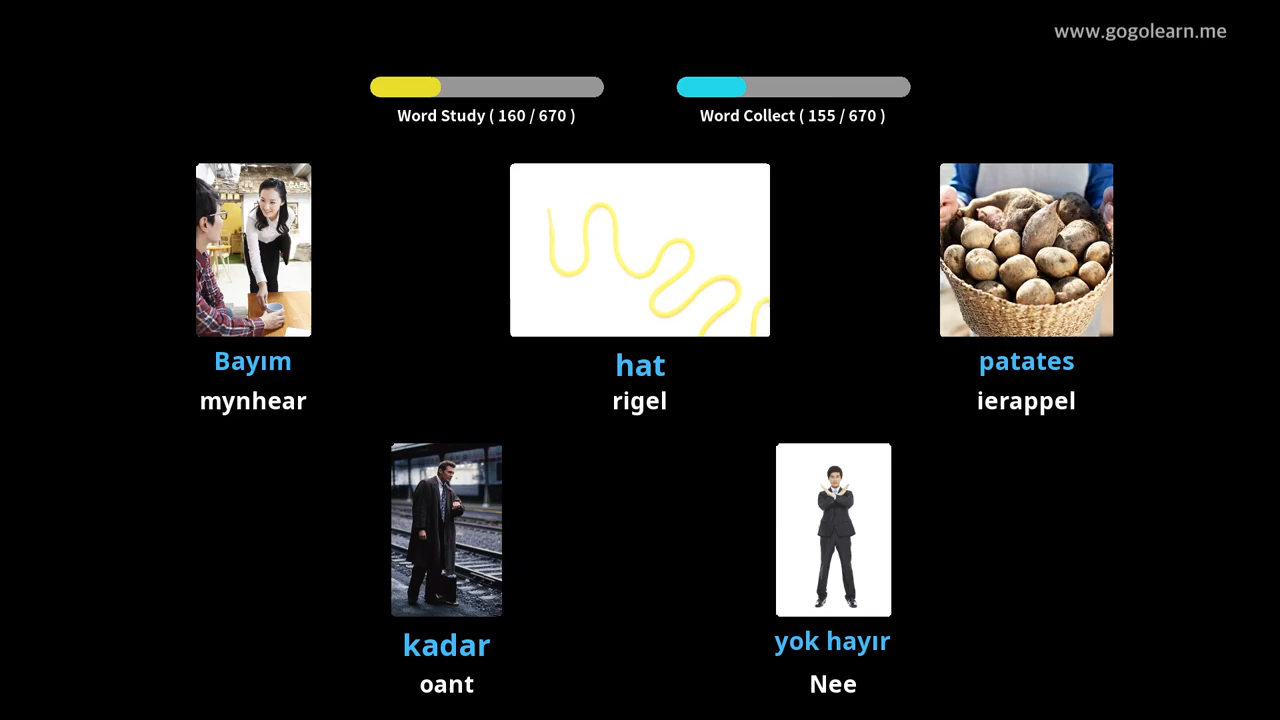 www.gogolearn.me
Word Study ( 160 / 670 )
Word Collect ( 155 / 670 )
Bayım
mynhear
hat
rigel
patates
ierappel
kadar
oant
yok hayır
Nee